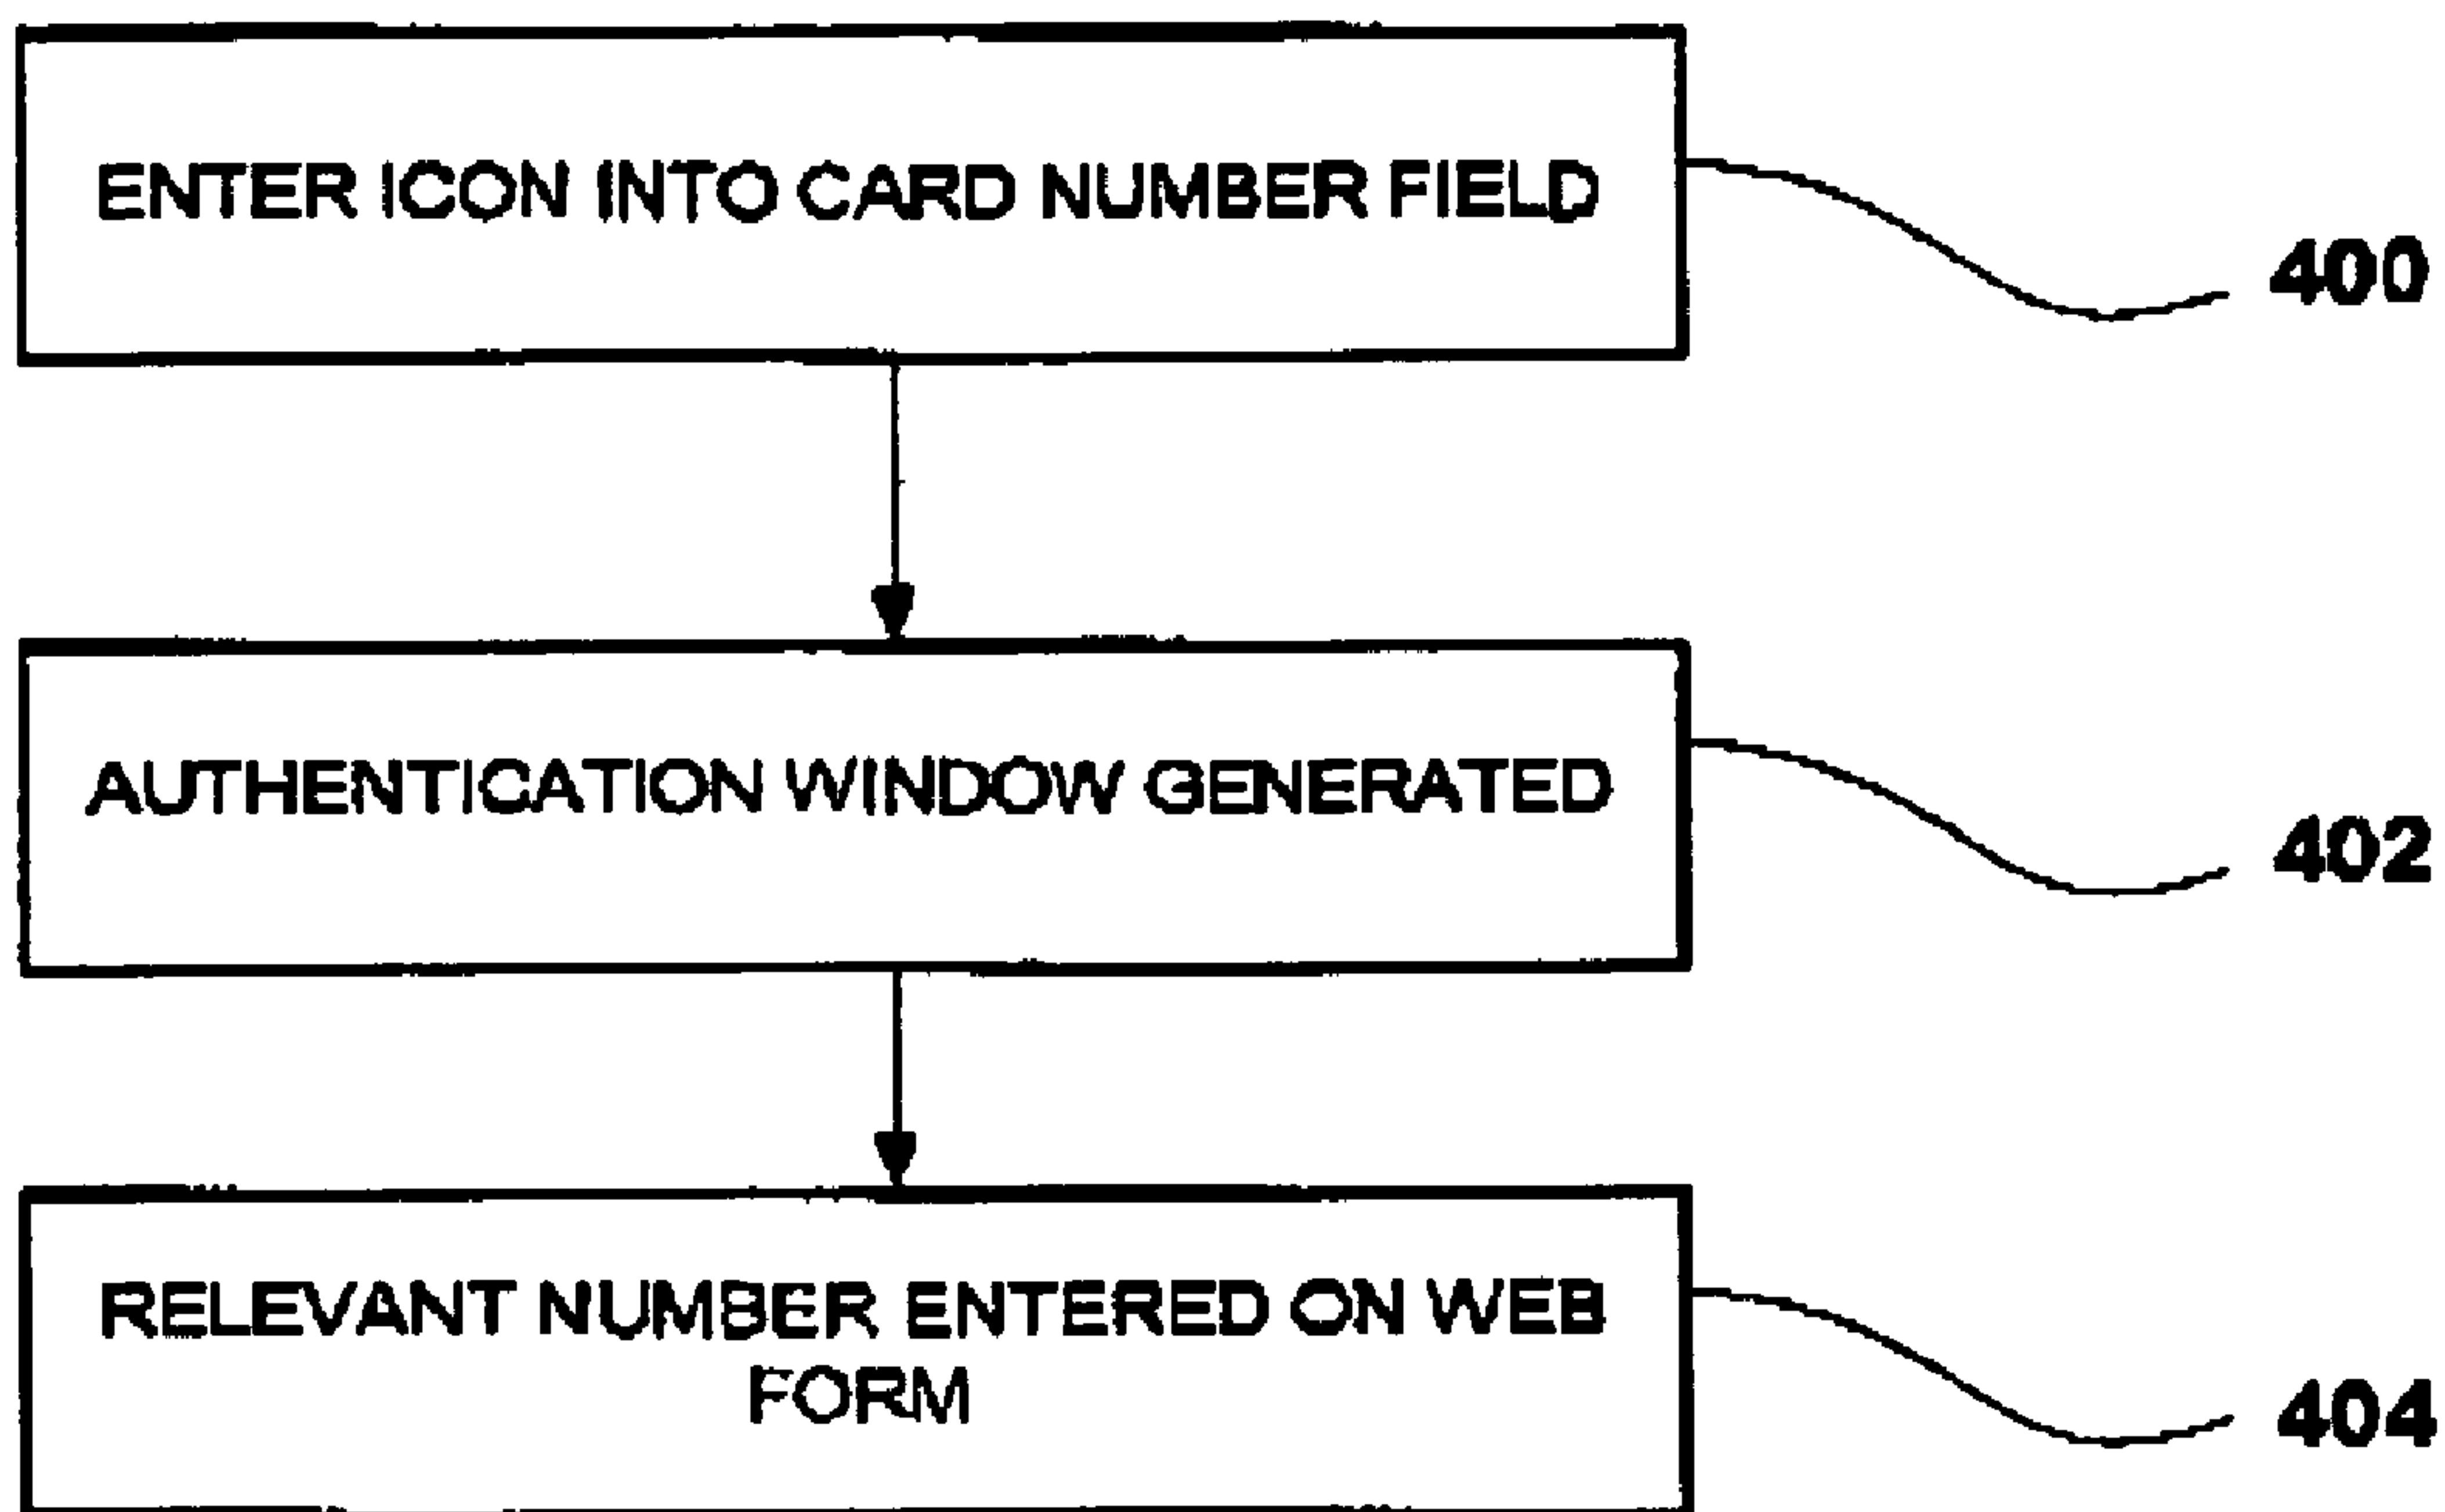 ENTER ICON INTO CARD NUMBER FIELD
400
AUTHENTICATION WINDOW GENERATED
402
RELEVANT NUMBER ENTERED ON WEB
FORM
404